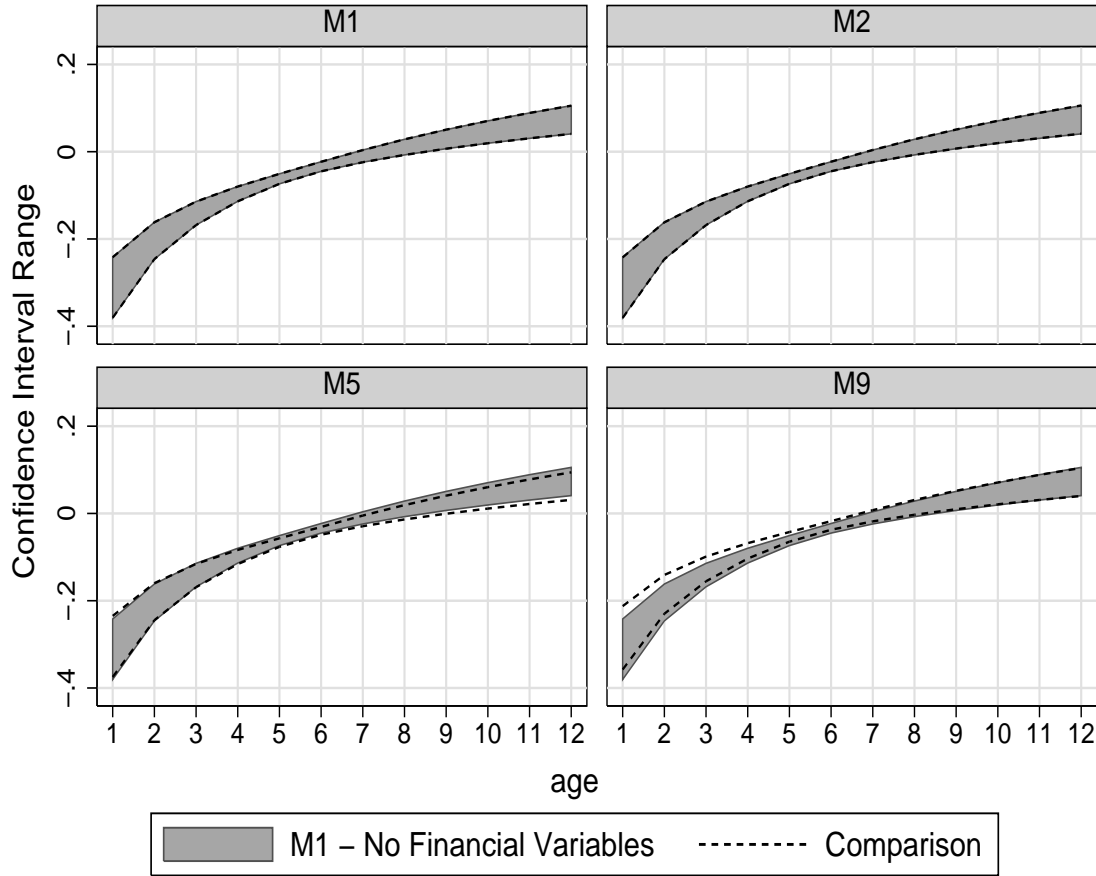 M1
M2
Confidence Interval Range
.2
0
−.2
−.4
M5
M9
.2
0
−.2
−.4
1 2 3 4 5 6 7 8 9 10 11 12
1 2 3 4 5 6 7 8 9 10 11 12
age
M1 − No Financial Variables
Comparison